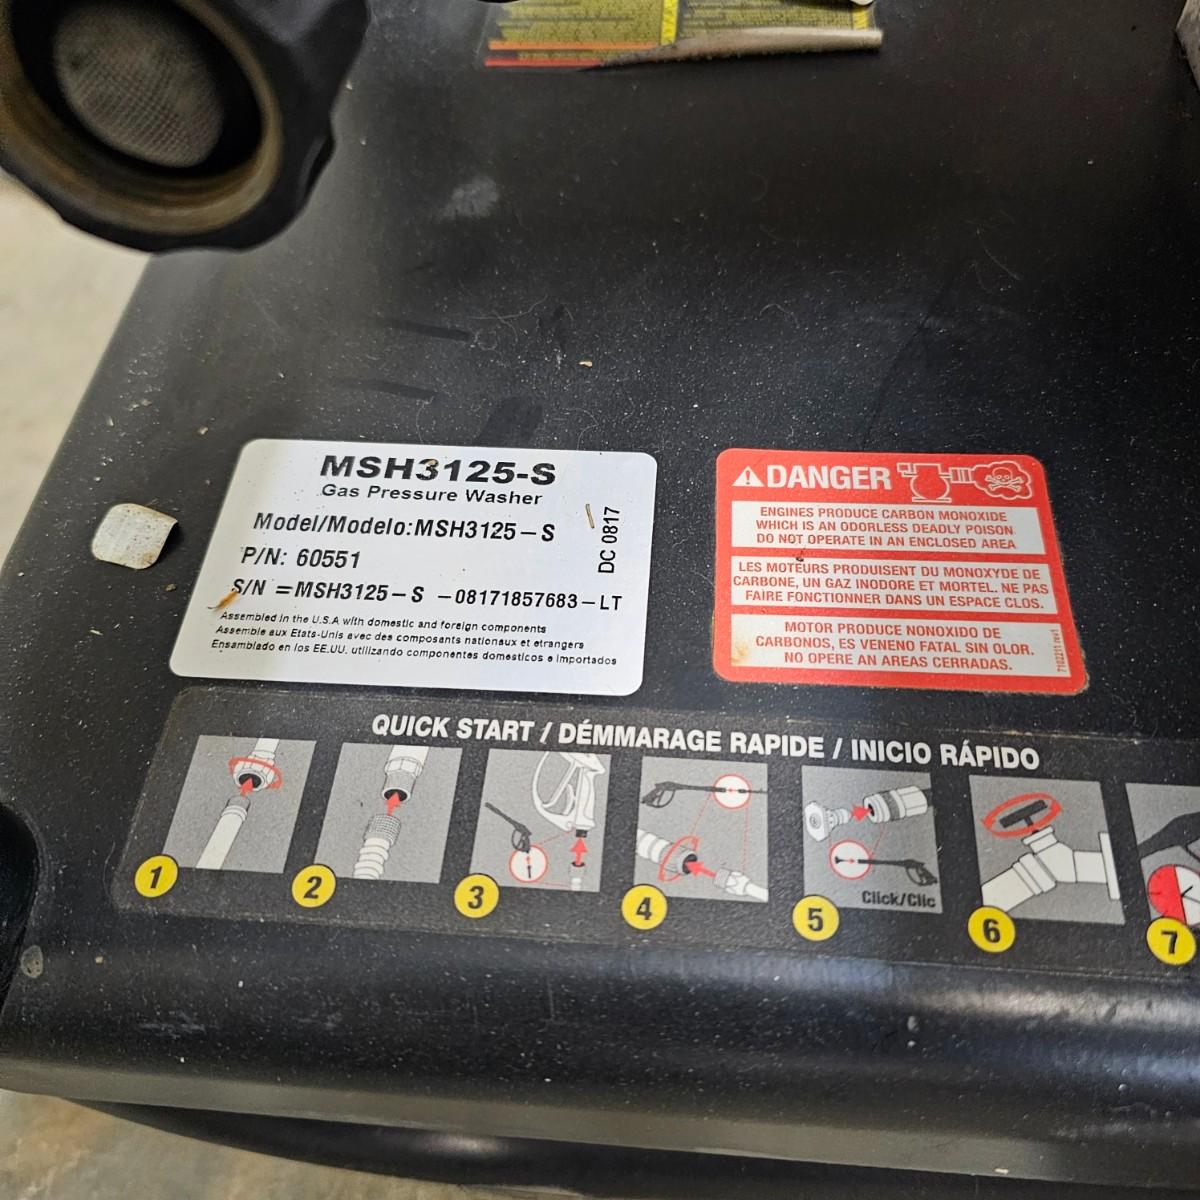 MSH3125-S
Gas Pressure Washer
Model/Modelo:MSH3125-S
P/N: 60551
S/N =MSH3125-S -08171857683-LT
DC 0817
Assembled in the U.S.A with domestic and foreign components
Assemble aux Etats-Unis avec des composants nationaux et etrangers
Ensamblado en los EE.UU. utilizando componentes domesticos e importados
DANGER
ENGINES PRODUCE CARBON MONOXIDE
WHICH IS AN ODORLESS DEADLY POISON
DO NOT OPERATE IN AN ENCLOSED AREA
LES MOTEURS PRODUISENT DU MONOXYDE DE
CARBONE, UN GAZ INODORE ET MORTEL. NE PAS
FAIRE FONCTIONNER DANS UN ESPACE CLOS.
MOTOR PRODUCE NONOXIDO DE
CARBONOS, ES VENENO FATAL SIN OLOR.
NO OPERE AN AREAS CERRADAS.
7102211 rev1
QUICK START / DÉMMARAGE RAPIDE / INICIO RÁPIDO
Click/Clic
1
2
3
4
5
6
7